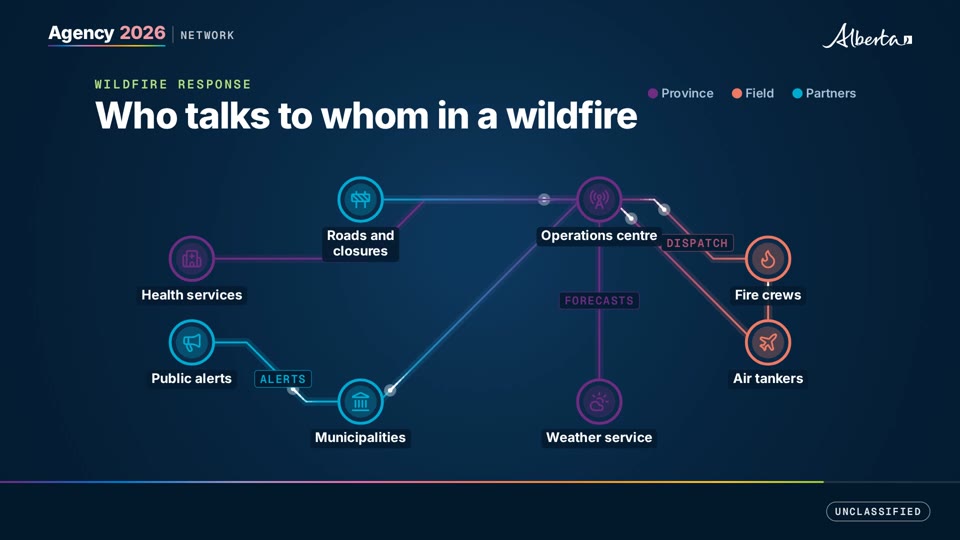 Agency 2026
NETWORK
Alberta
WILDFIRE RESPONSE
Who talks to whom in a wildfire
Province
Field
Partners
Roads and
closures
Operations centre
DISPATCH
Health services
Fire crews
FORECASTS
Public alerts
ALERTS
Air tankers
Municipalities
Weather service
UNCLASSIFIED